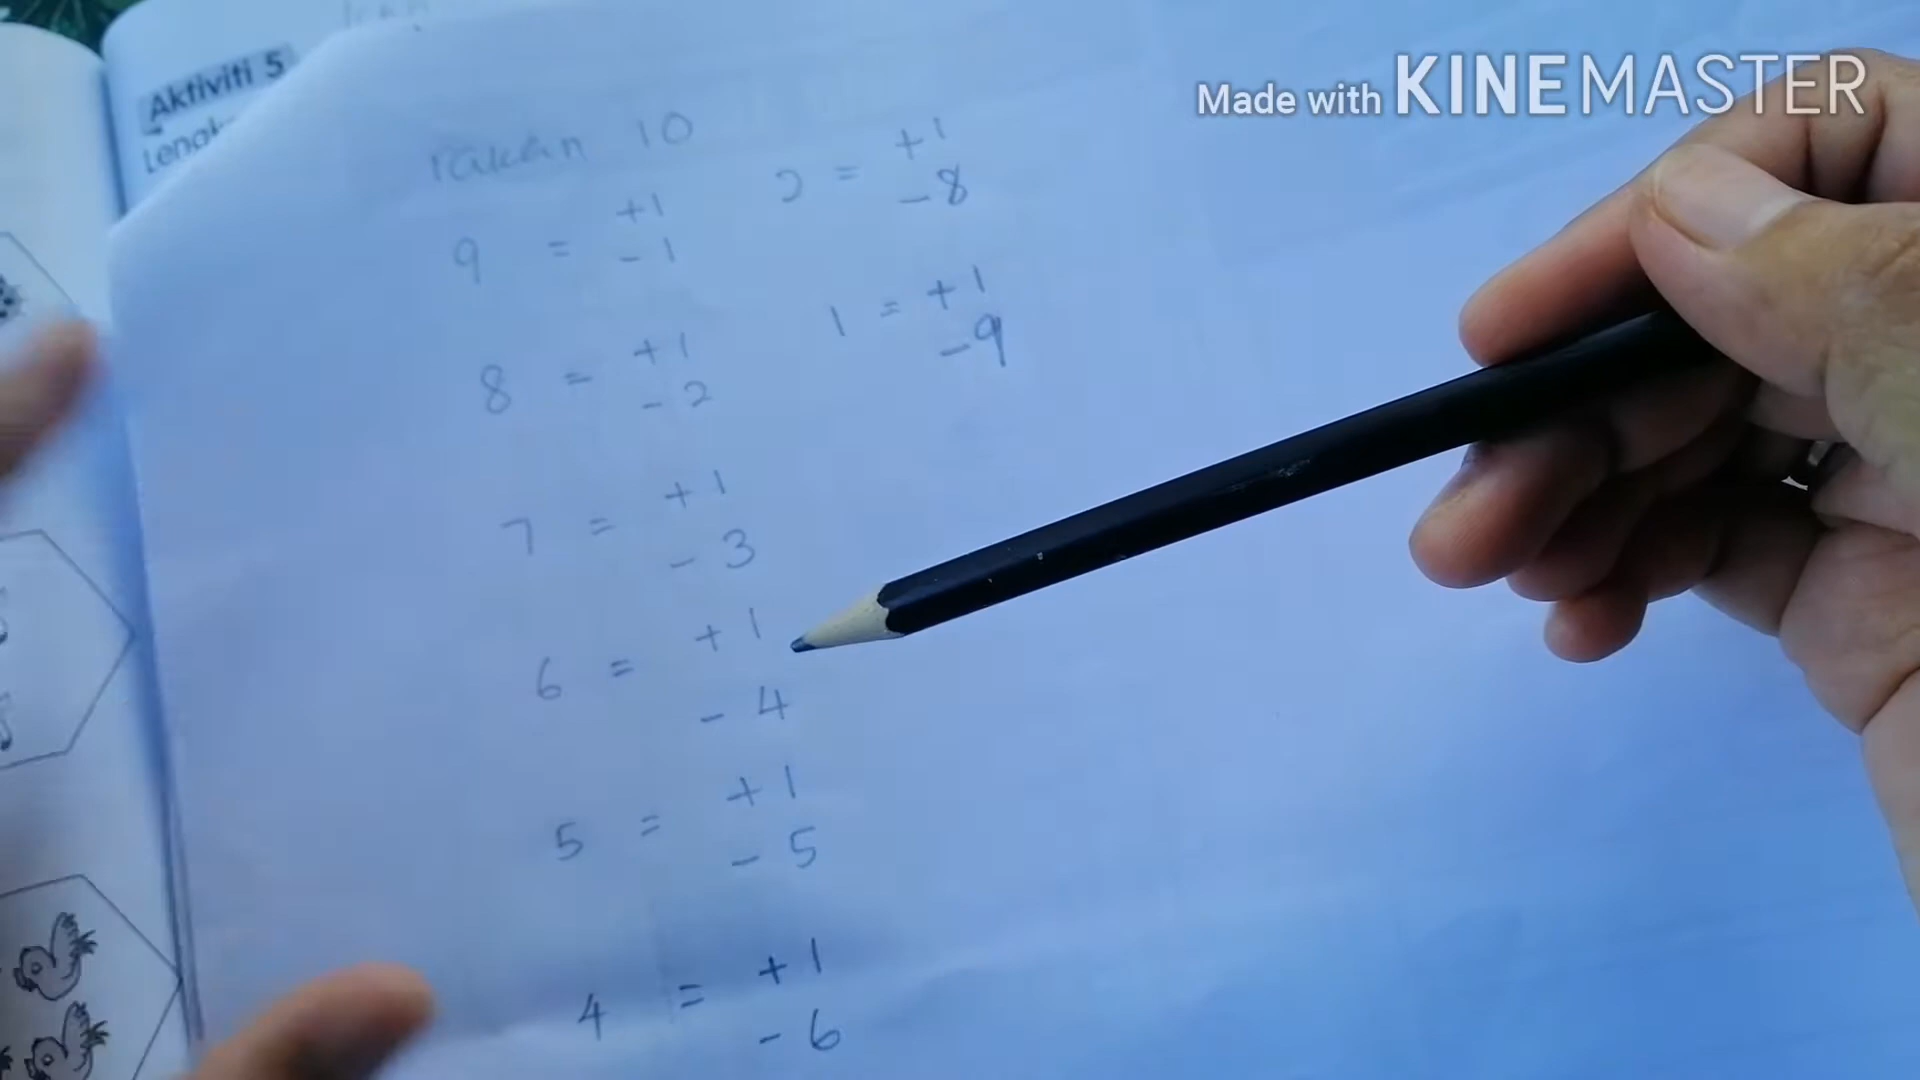 Made with KINEMASTER
Aktiviti 5
rakan 10
9 = +1
- 1
8 = +1
- 2
7 = +1
- 3
6 = +1
- 4
5 = +1
- 5
4 = +1
- 6
2 = +1
- 8
1 = +1
- 9